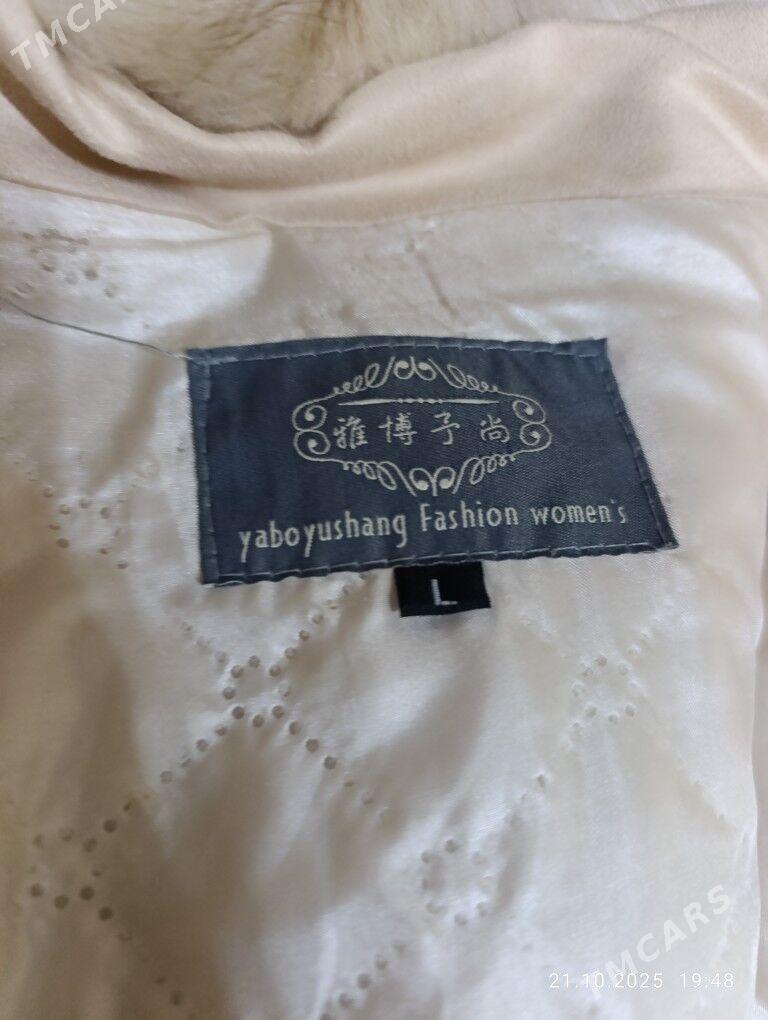 TMCARS
雅博予尚
yaboyushang Fashion women's
L
TMCARS
21.10.2025 19:48